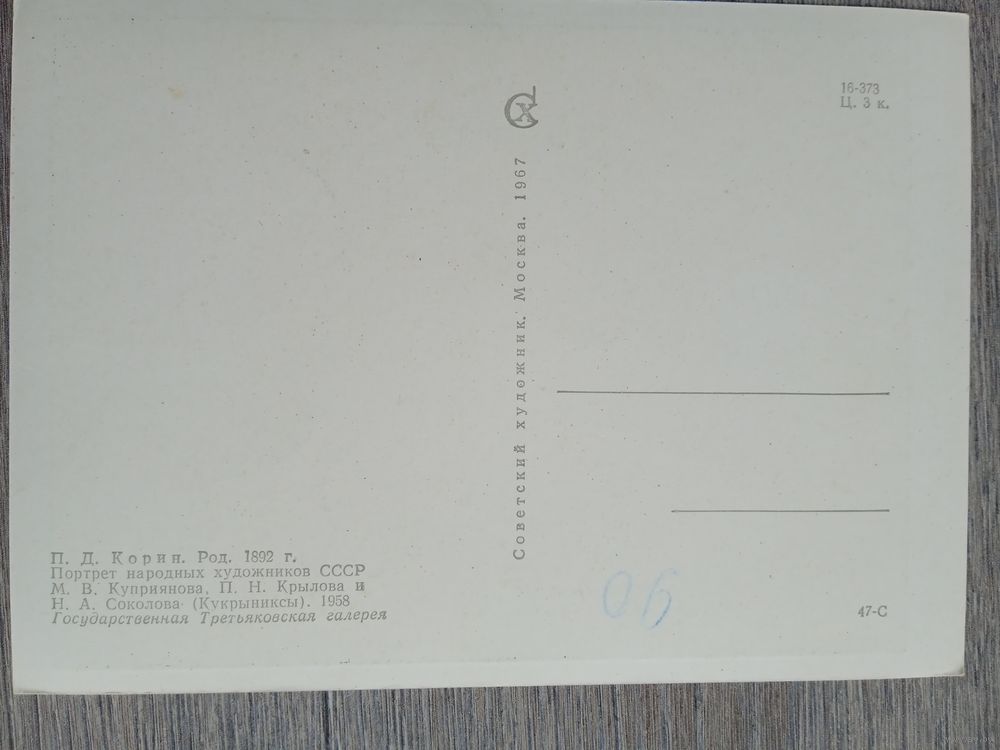 П. Д. Корин. Род. 1892 г.
Портрет народных художников СССР
М. В. Куприянова, П. Н. Крылова и
Н. А. Соколова (Кукрыниксы). 1958
Государственная Третьяковская галерея
Советский художник. Москва. 1967
СХ
16-373
Ц. 3 к.
47-С